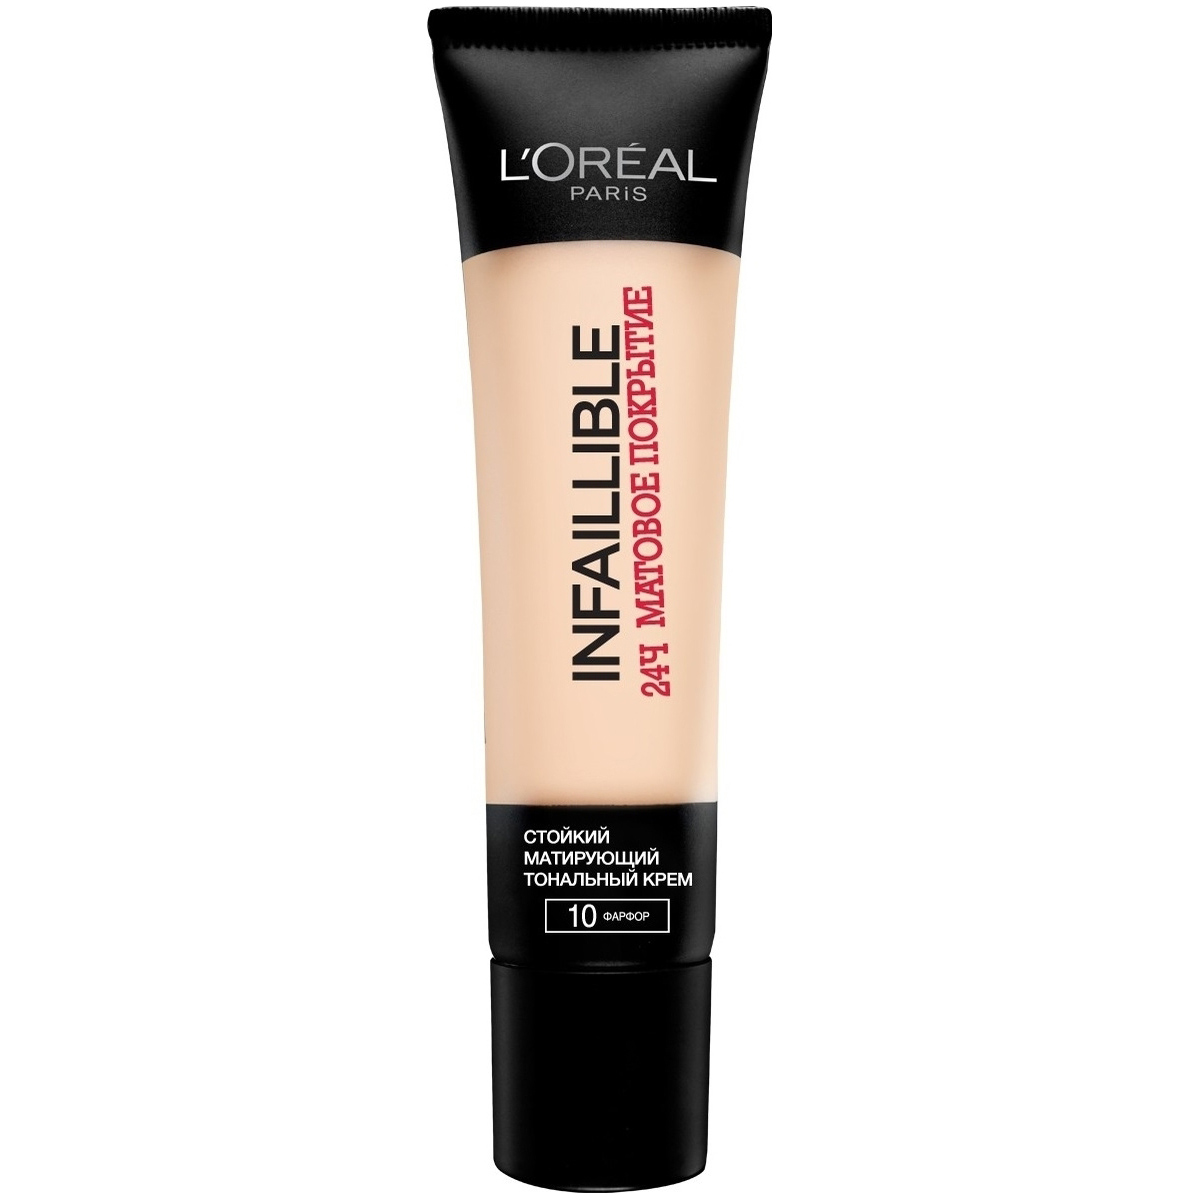 L'ORÉAL
PARiS
INFAILLIBLE
24Ч МАТОВОЕ ПОКРЫТИЕ
СТОЙКИЙ
МАТИРУЮЩИЙ
ТОНАЛЬНЫЙ КРЕМ
10 ФАРФОР